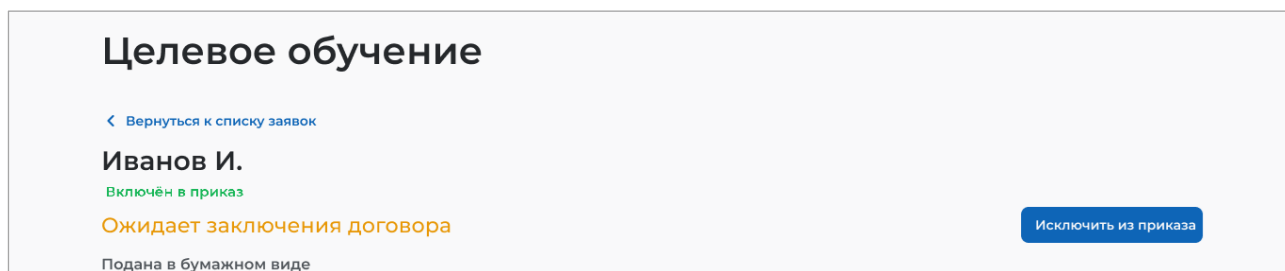 Целевое обучение
Вернуться к списку заявок
Иванов И.
Включён в приказ
Ожидает заключения договора
Исключить из приказа
Подана в бумажном виде